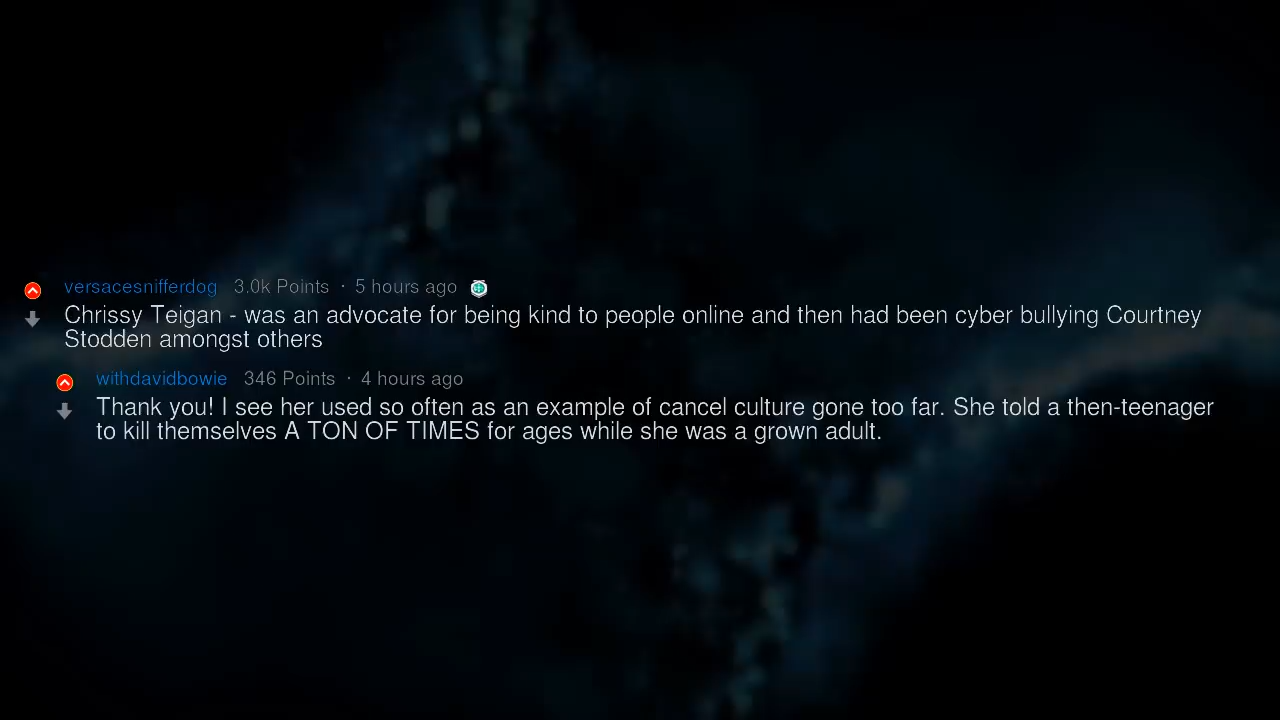 versacesnifferdog 3.0k Points · 5 hours ago
Chrissy Teigan - was an advocate for being kind to people online and then had been cyber bullying Courtney
Stodden amongst others
withdavidbowie 346 Points · 4 hours ago
Thank you! I see her used so often as an example of cancel culture gone too far. She told a then-teenager
to kill themselves A TON OF TIMES for ages while she was a grown adult.